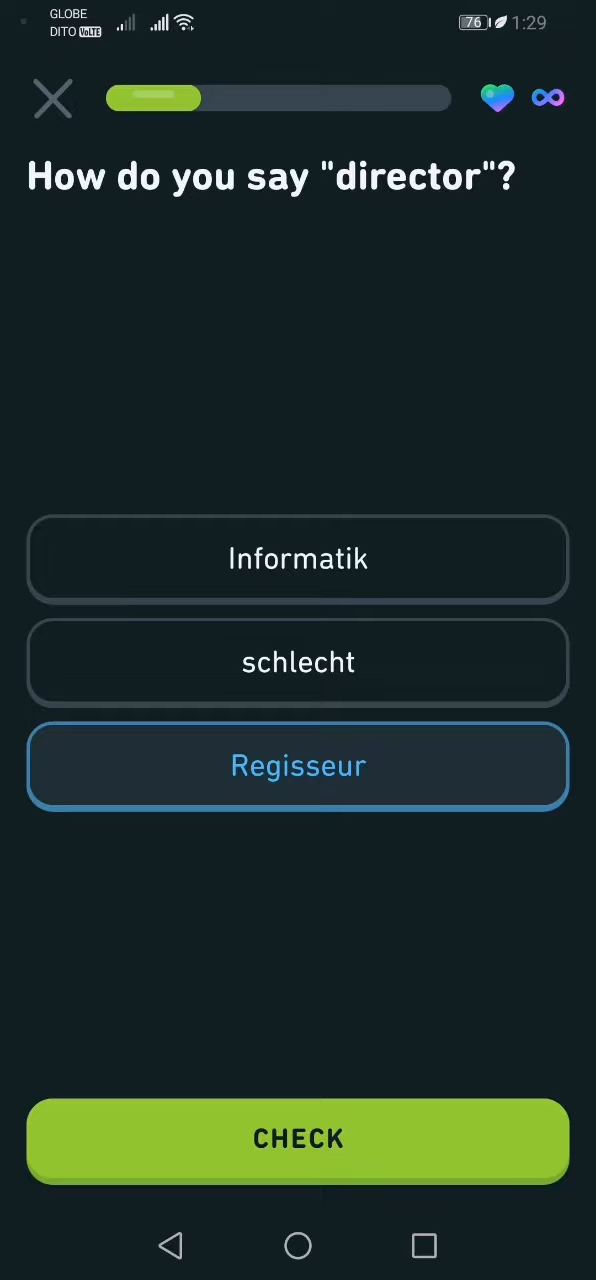 GLOBE
DITO VoLTE
76 1:29
How do you say "director"?
Informatik
schlecht
Regisseur
CHECK